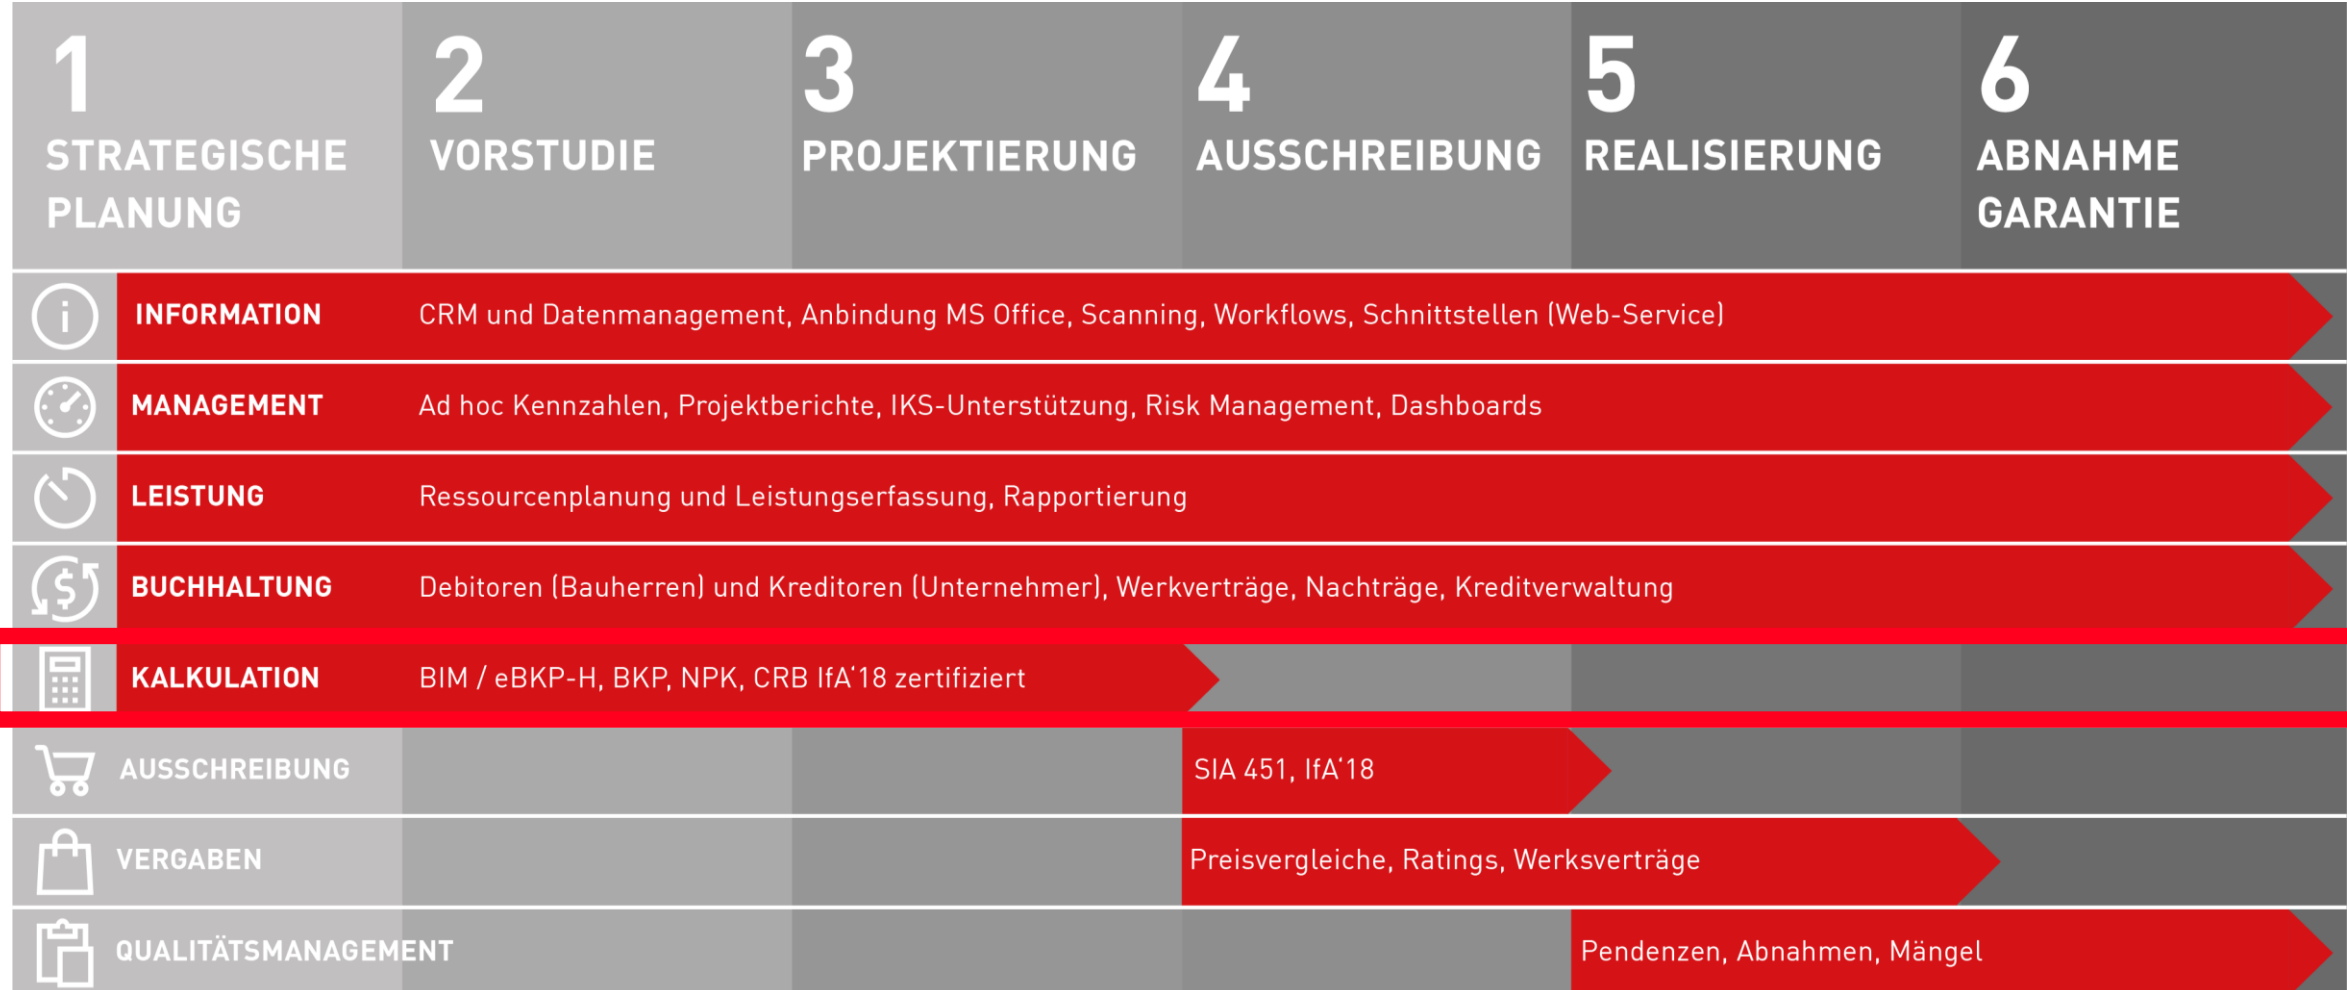 1
STRATEGISCHE
PLANUNG
2
VORSTUDIE
3
PROJEKTIERUNG
4
AUSSCHREIBUNG
5
REALISIERUNG
6
ABNAHME
GARANTIE
INFORMATION CRM und Datenmanagement, Anbindung MS Office, Scanning, Workflows, Schnittstellen (Web-Service)
MANAGEMENT Ad hoc Kennzahlen, Projektberichte, IKS-Unterstützung, Risk Management, Dashboards
LEISTUNG Ressourcenplanung und Leistungserfassung, Rapportierung
BUCHHALTUNG Debitoren (Bauherren) und Kreditoren (Unternehmer), Werkverträge, Nachträge, Kreditverwaltung
KALKULATION BIM / eBKP-H, BKP, NPK, CRB IfA‘18 zertifiziert
AUSSCHREIBUNG SIA 451, IfA‘18
VERGABEN Preisvergleiche, Ratings, Werksverträge
QUALITÄTSMANAGEMENT Pendenzen, Abnahmen, Mängel